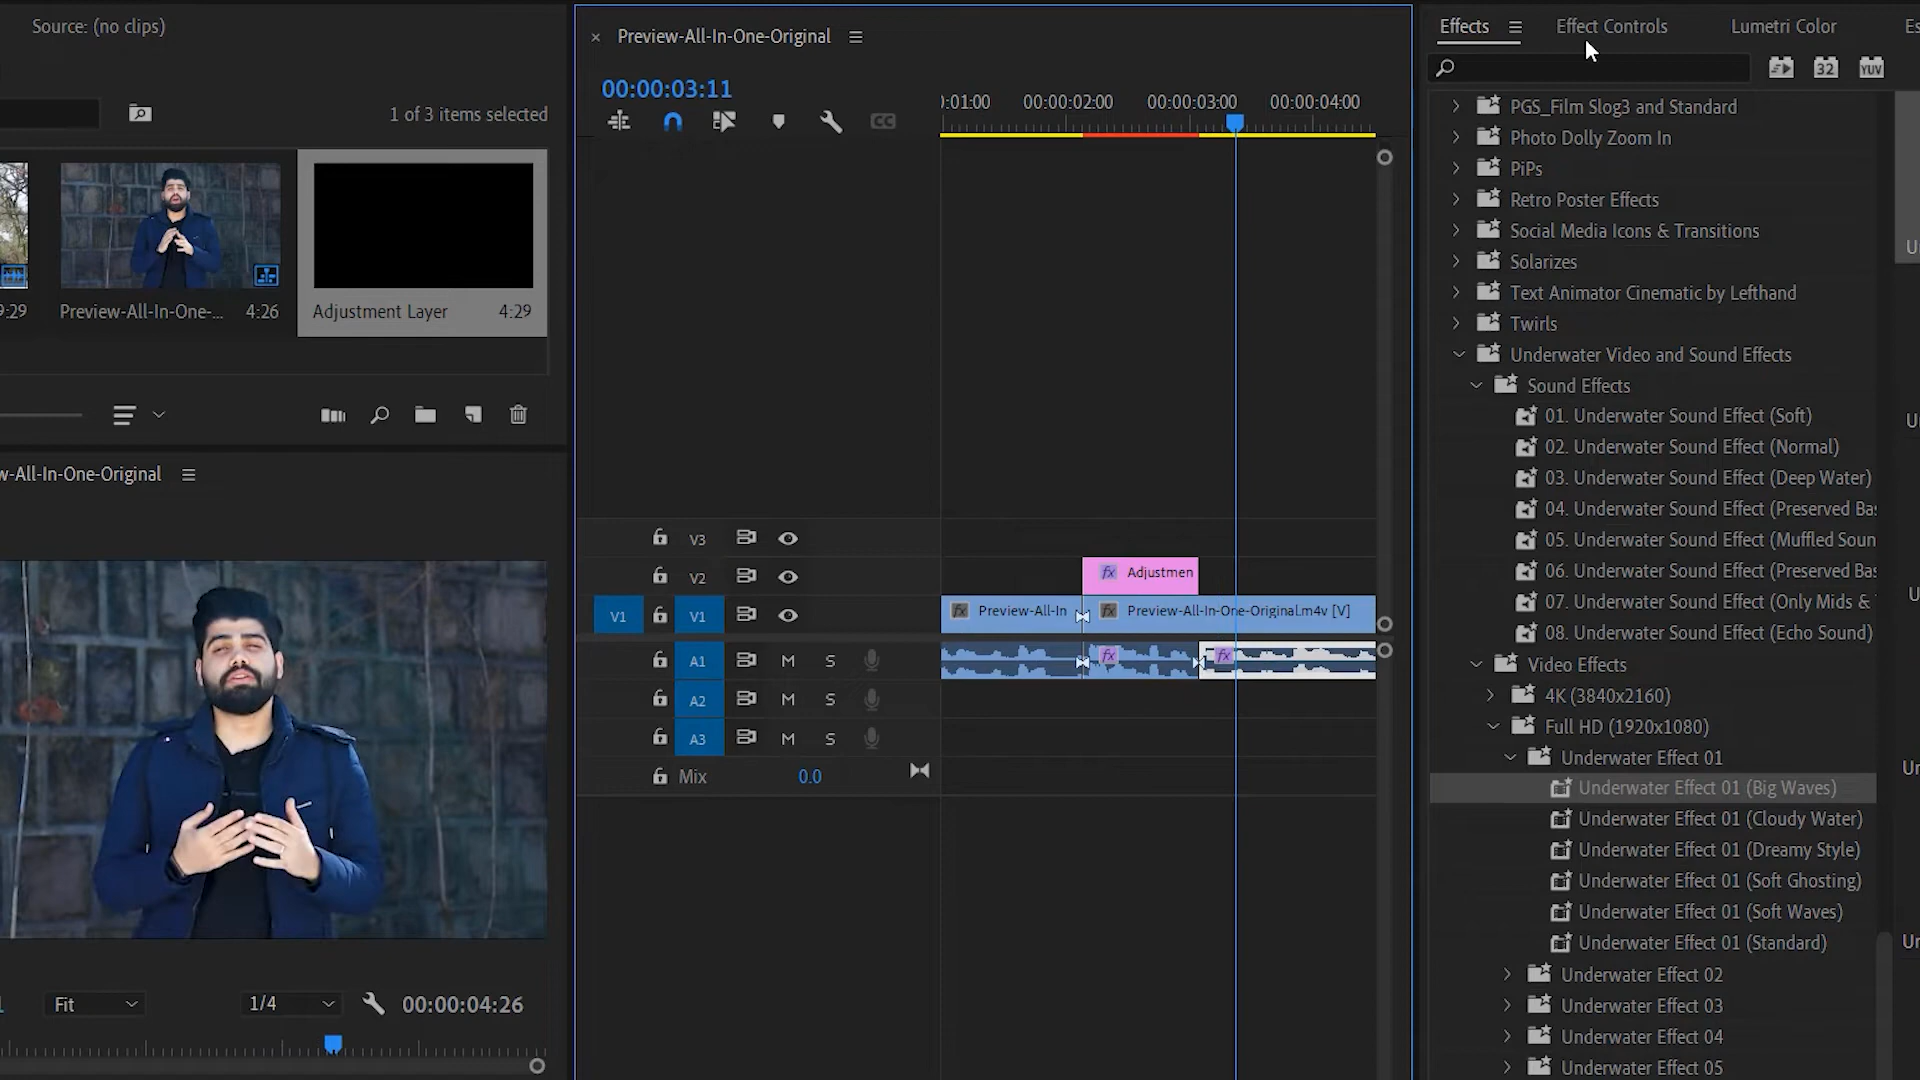 Source: (no clips)
1 of 3 items selected
9:29
Preview-All-In-One-...
4:26
Adjustment Layer
4:29
w-All-In-One-Original
Fit
1/4
00:00:04:26
Preview-All-In-One-Original
00:00:03:11
):01:00
00:00:02:00
00:00:03:00
00:00:04:00
V3
V2
fx Adjustmen
V1
V1
fx Preview-All-In
fx Preview-All-In-One-Original.m4v [V]
A1
M
S
fx
fx
A2
M
S
A3
M
S
Mix
0.0
Effects
Effect Controls
Lumetri Color
Es
32
YUV
PGS_Film Slog3 and Standard
Photo Dolly Zoom In
PiPs
Retro Poster Effects
Social Media Icons & Transitions
Solarizes
Text Animator Cinematic by Lefthand
Twirls
Underwater Video and Sound Effects
Sound Effects
01. Underwater Sound Effect (Soft)
02. Underwater Sound Effect (Normal)
03. Underwater Sound Effect (Deep Water)
04. Underwater Sound Effect (Preserved Bas
05. Underwater Sound Effect (Muffled Soun
06. Underwater Sound Effect (Preserved Bas
07. Underwater Sound Effect (Only Mids &
08. Underwater Sound Effect (Echo Sound)
Video Effects
4K (3840x2160)
Full HD (1920x1080)
Underwater Effect 01
Underwater Effect 01 (Big Waves)
Underwater Effect 01 (Cloudy Water)
Underwater Effect 01 (Dreamy Style)
Underwater Effect 01 (Soft Ghosting)
Underwater Effect 01 (Soft Waves)
Underwater Effect 01 (Standard)
Underwater Effect 02
Underwater Effect 03
Underwater Effect 04
Underwater Effect 05